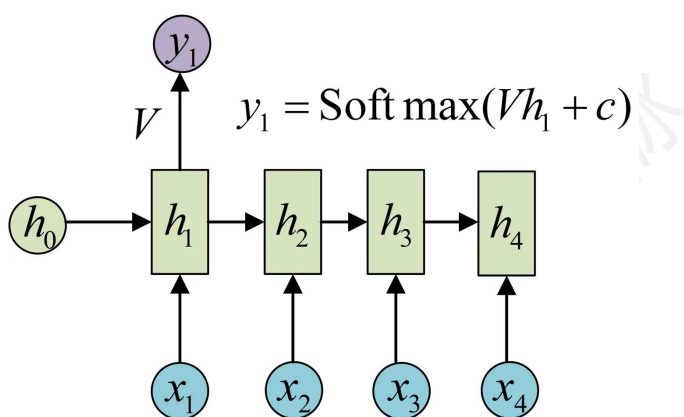 y₁
V
y₁ = Soft max(Vh₁ + c)
h₀ h₁ h₂ h₃ h₄
x₁ x₂ x₃ x₄